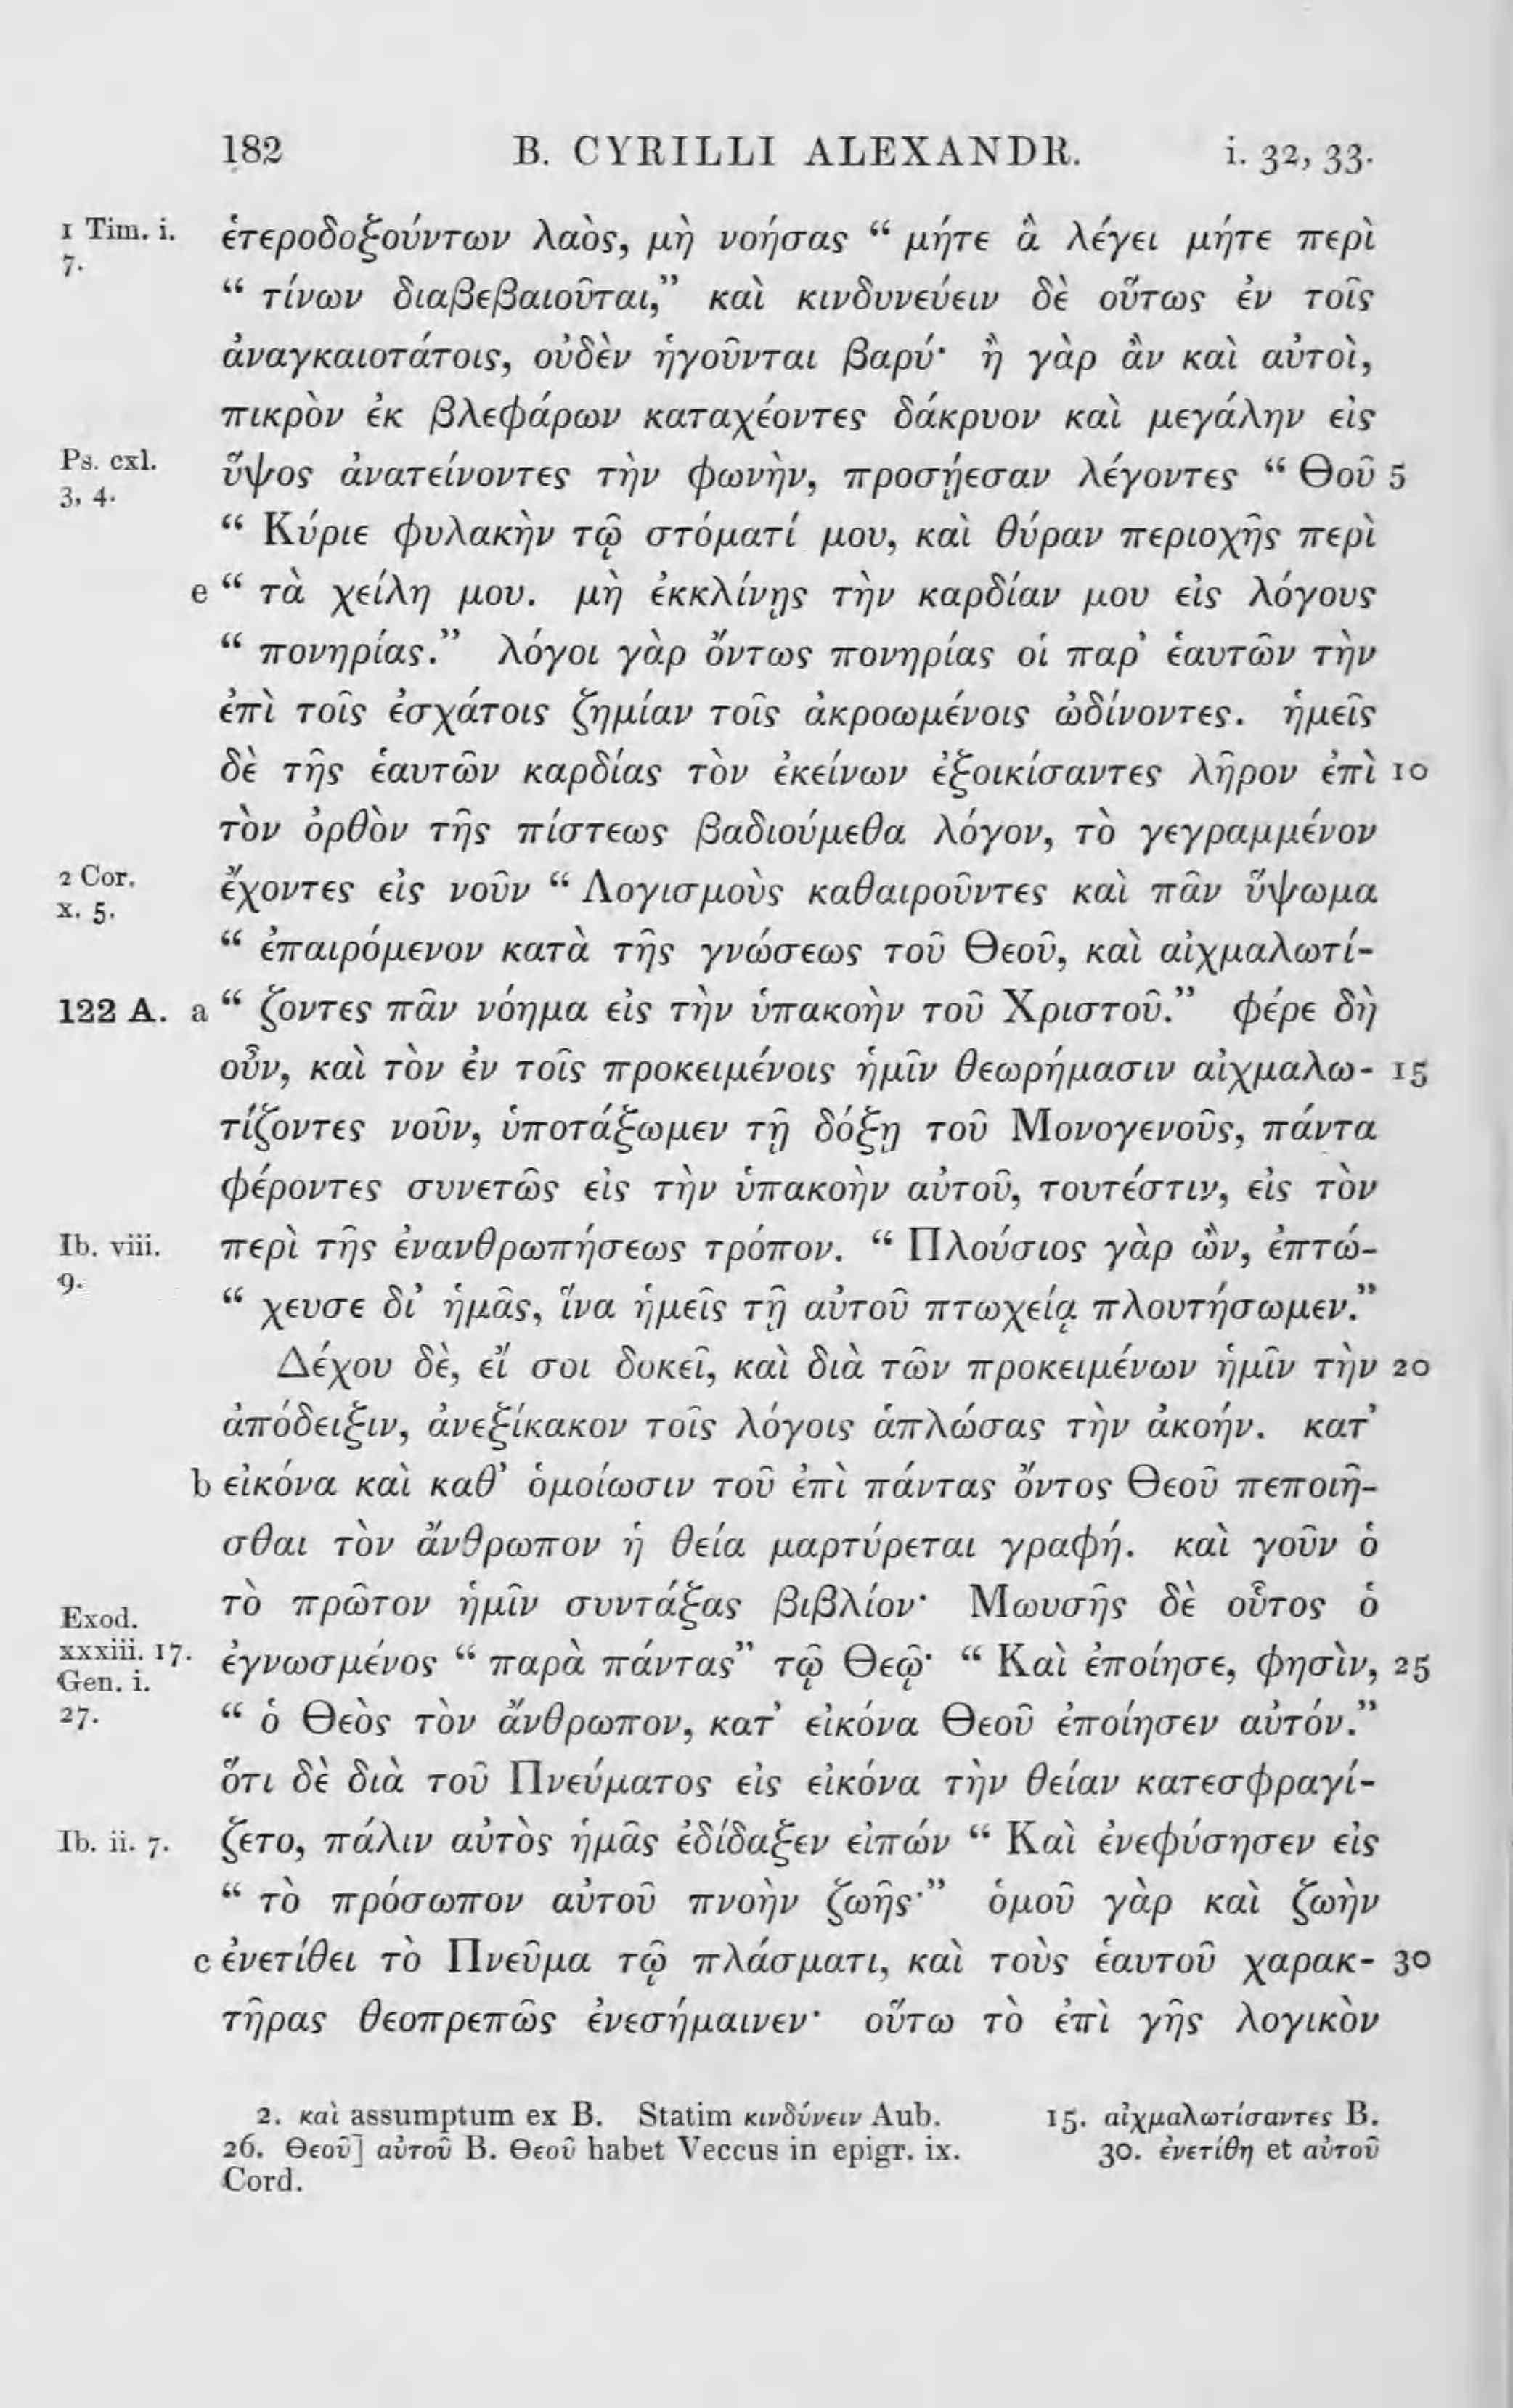 182 B. CYRILLI ALEXANDR. i. 32, 33.
1 Tim. i. ἑτεροδοξούντων λαὸς, μὴ νοήσας “ μήτε ἃ λέγει μήτε περὶ
7.
“ τίνων διαβεβαιοῦται,” καὶ κινδυνεύειν δὲ οὕτως ἐν τοῖς
ἀναγκαιοτάτοις, οὐδὲν ἡγοῦνται βαρύ· ἢ γὰρ ἂν καὶ αὐτοὶ,
πικρὸν ἐκ βλεφάρων καταχέοντες δάκρυον καὶ μεγάλην εἰς
Ps. cxl. ὕψος ἀνατείνοντες τὴν φωνὴν, προσῄεσαν λέγοντες “ Θοῦ 5
3, 4.
“ Κύριε φυλακὴν τῷ στόματί μου, καὶ θύραν περιοχῆς περὶ
e “ τὰ χείλη μου. μὴ ἐκκλίνῃς τὴν καρδίαν μου εἰς λόγους
“ πονηρίας.” λόγοι γὰρ ὄντως πονηρίας οἱ παρ’ ἑαυτῶν τὴν
ἐπὶ τοῖς ἐσχάτοις ζημίαν τοῖς ἀκροωμένοις ὠδίνοντες. ἡμεῖς
δὲ τῆς ἑαυτῶν καρδίας τὸν ἐκείνων ἐξοικίσαντες λῆρον ἐπὶ 10
τὸν ὀρθὸν τῆς πίστεως βαδιούμεθα λόγον, τὸ γεγραμμένον
2 Cor. ἔχοντες εἰς νοῦν “ Λογισμοὺς καθαιροῦντες καὶ πᾶν ὕψωμα
x. 5.
“ ἐπαιρόμενον κατὰ τῆς γνώσεως τοῦ Θεοῦ, καὶ αἰχμαλωτί-
122 A. a “ ζοντες πᾶν νόημα εἰς τὴν ὑπακοὴν τοῦ Χριστοῦ.” φέρε δὴ
οὖν, καὶ τὸν ἐν τοῖς προκειμένοις ἡμῖν θεωρήμασιν αἰχμαλω- 15
τίζοντες νοῦν, ὑποτάξωμεν τῇ δόξῃ τοῦ Μονογενοῦς, πάντα
φέροντες συνετῶς εἰς τὴν ὑπακοὴν αὐτοῦ, τουτέστιν, εἰς τὸν
Ib. viii. περὶ τῆς ἐνανθρωπήσεως τρόπον. “ Πλούσιος γὰρ ὢν, ἐπτώ-
9.
“ χευσε δι’ ἡμᾶς, ἵνα ἡμεῖς τῇ αὐτοῦ πτωχείᾳ πλουτήσωμεν.”
Δέχου δὲ, εἴ σοι δοκεῖ, καὶ διὰ τῶν προκειμένων ἡμῖν τὴν 20
ἀπόδειξιν, ἀνεξίκακον τοῖς λόγοις ἁπλώσας τὴν ἀκοήν. κατ’
b εἰκόνα καὶ καθ’ ὁμοίωσιν τοῦ ἐπὶ πάντας ὄντος Θεοῦ πεποιῆ-
σθαι τὸν ἄνθρωπον ἡ θεία μαρτύρεται γραφή. καὶ γοῦν ὁ
τὸ πρῶτον ἡμῖν συντάξας βιβλίον· Μωυσῆς δὲ οὗτος ὁ
Exod.
xxxiii. 17. ἐγνωσμένος “ παρὰ πάντας” τῷ Θεῷ· “ Καὶ ἐποίησε, φησὶν, 25
Gen. i.
27. “ ὁ Θεὸς τὸν ἄνθρωπον, κατ’ εἰκόνα Θεοῦ ἐποίησεν αὐτόν.”
ὅτι δὲ διὰ τοῦ Πνεύματος εἰς εἰκόνα τὴν θείαν κατεσφραγί-
Ib. ii. 7. ζετο, πάλιν αὐτὸς ἡμᾶς ἐδίδαξεν εἰπών “ Καὶ ἐνεφύσησεν εἰς
“ τὸ πρόσωπον αὐτοῦ πνοὴν ζωῆς·” ὁμοῦ γὰρ καὶ ζωὴν
c ἐνετίθει τὸ Πνεῦμα τῷ πλάσματι, καὶ τοὺς ἑαυτοῦ χαρακ- 30
τῆρας θεοπρεπῶς ἐνεσήμαινεν· οὕτω τὸ ἐπὶ γῆς λογικὸν
2. καὶ assumptum ex B. Statim κινδύνειν Aub. 15. αἰχμαλωτίσαντες B.
26. Θεοῦ] αὐτοῦ B. Θεοῦ habet Veccus in epigr. ix. 30. ἐνετίθη et αὐτοῦ
Cord.